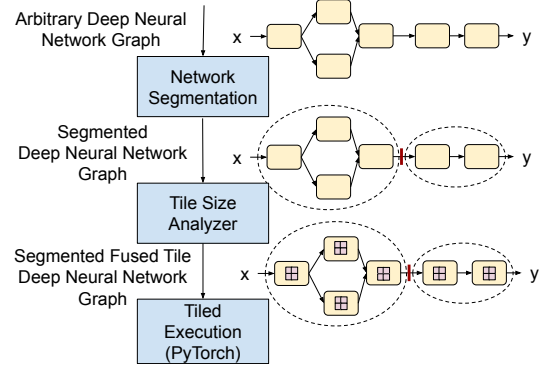 Arbitrary Deep Neural
Network Graph
x
y
Network
Segmentation
Segmented
Deep Neural Network
Graph
x
y
Tile Size
Analyzer
Segmented Fused Tile
Deep Neural Network
Graph
x
y
Tiled
Execution
(PyTorch)